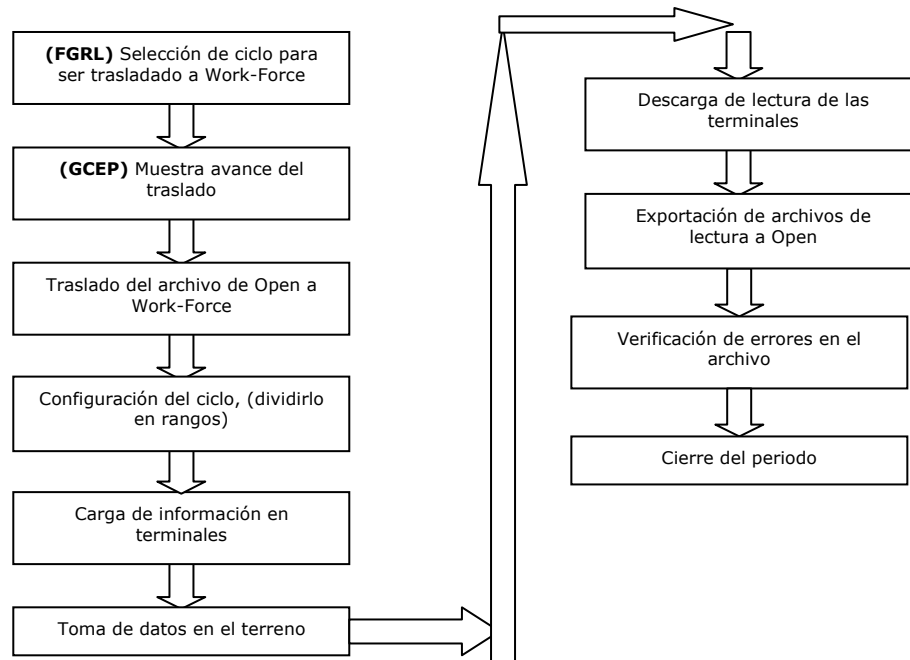 (FGRL) Selección de ciclo para
ser trasladado a Work-Force
(GCEP) Muestra avance del
traslado
Traslado del archivo de Open a
Work-Force
Configuración del ciclo, (dividirlo
en rangos)
Carga de información en
terminales
Toma de datos en el terreno
Descarga de lectura de las
terminales
Exportación de archivos de
lectura a Open
Verificación de errores en el
archivo
Cierre del periodo